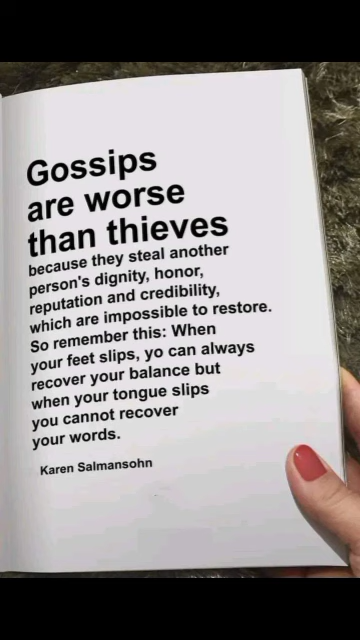 Gossips
are worse
than thieves
because they steal another
person's dignity, honor,
reputation and credibility,
which are impossible to restore.
So remember this: When
your feet slips, yo can always
recover your balance but
when your tongue slips
you cannot recover
your words.
Karen Salmansohn